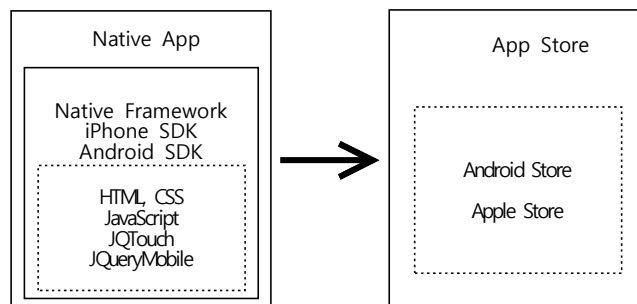 Native App
Native Framework
iPhone SDK
Android SDK
HTML, CSS
JavaScript
JQTouch
JQueryMobile
App Store
Android Store
Apple Store